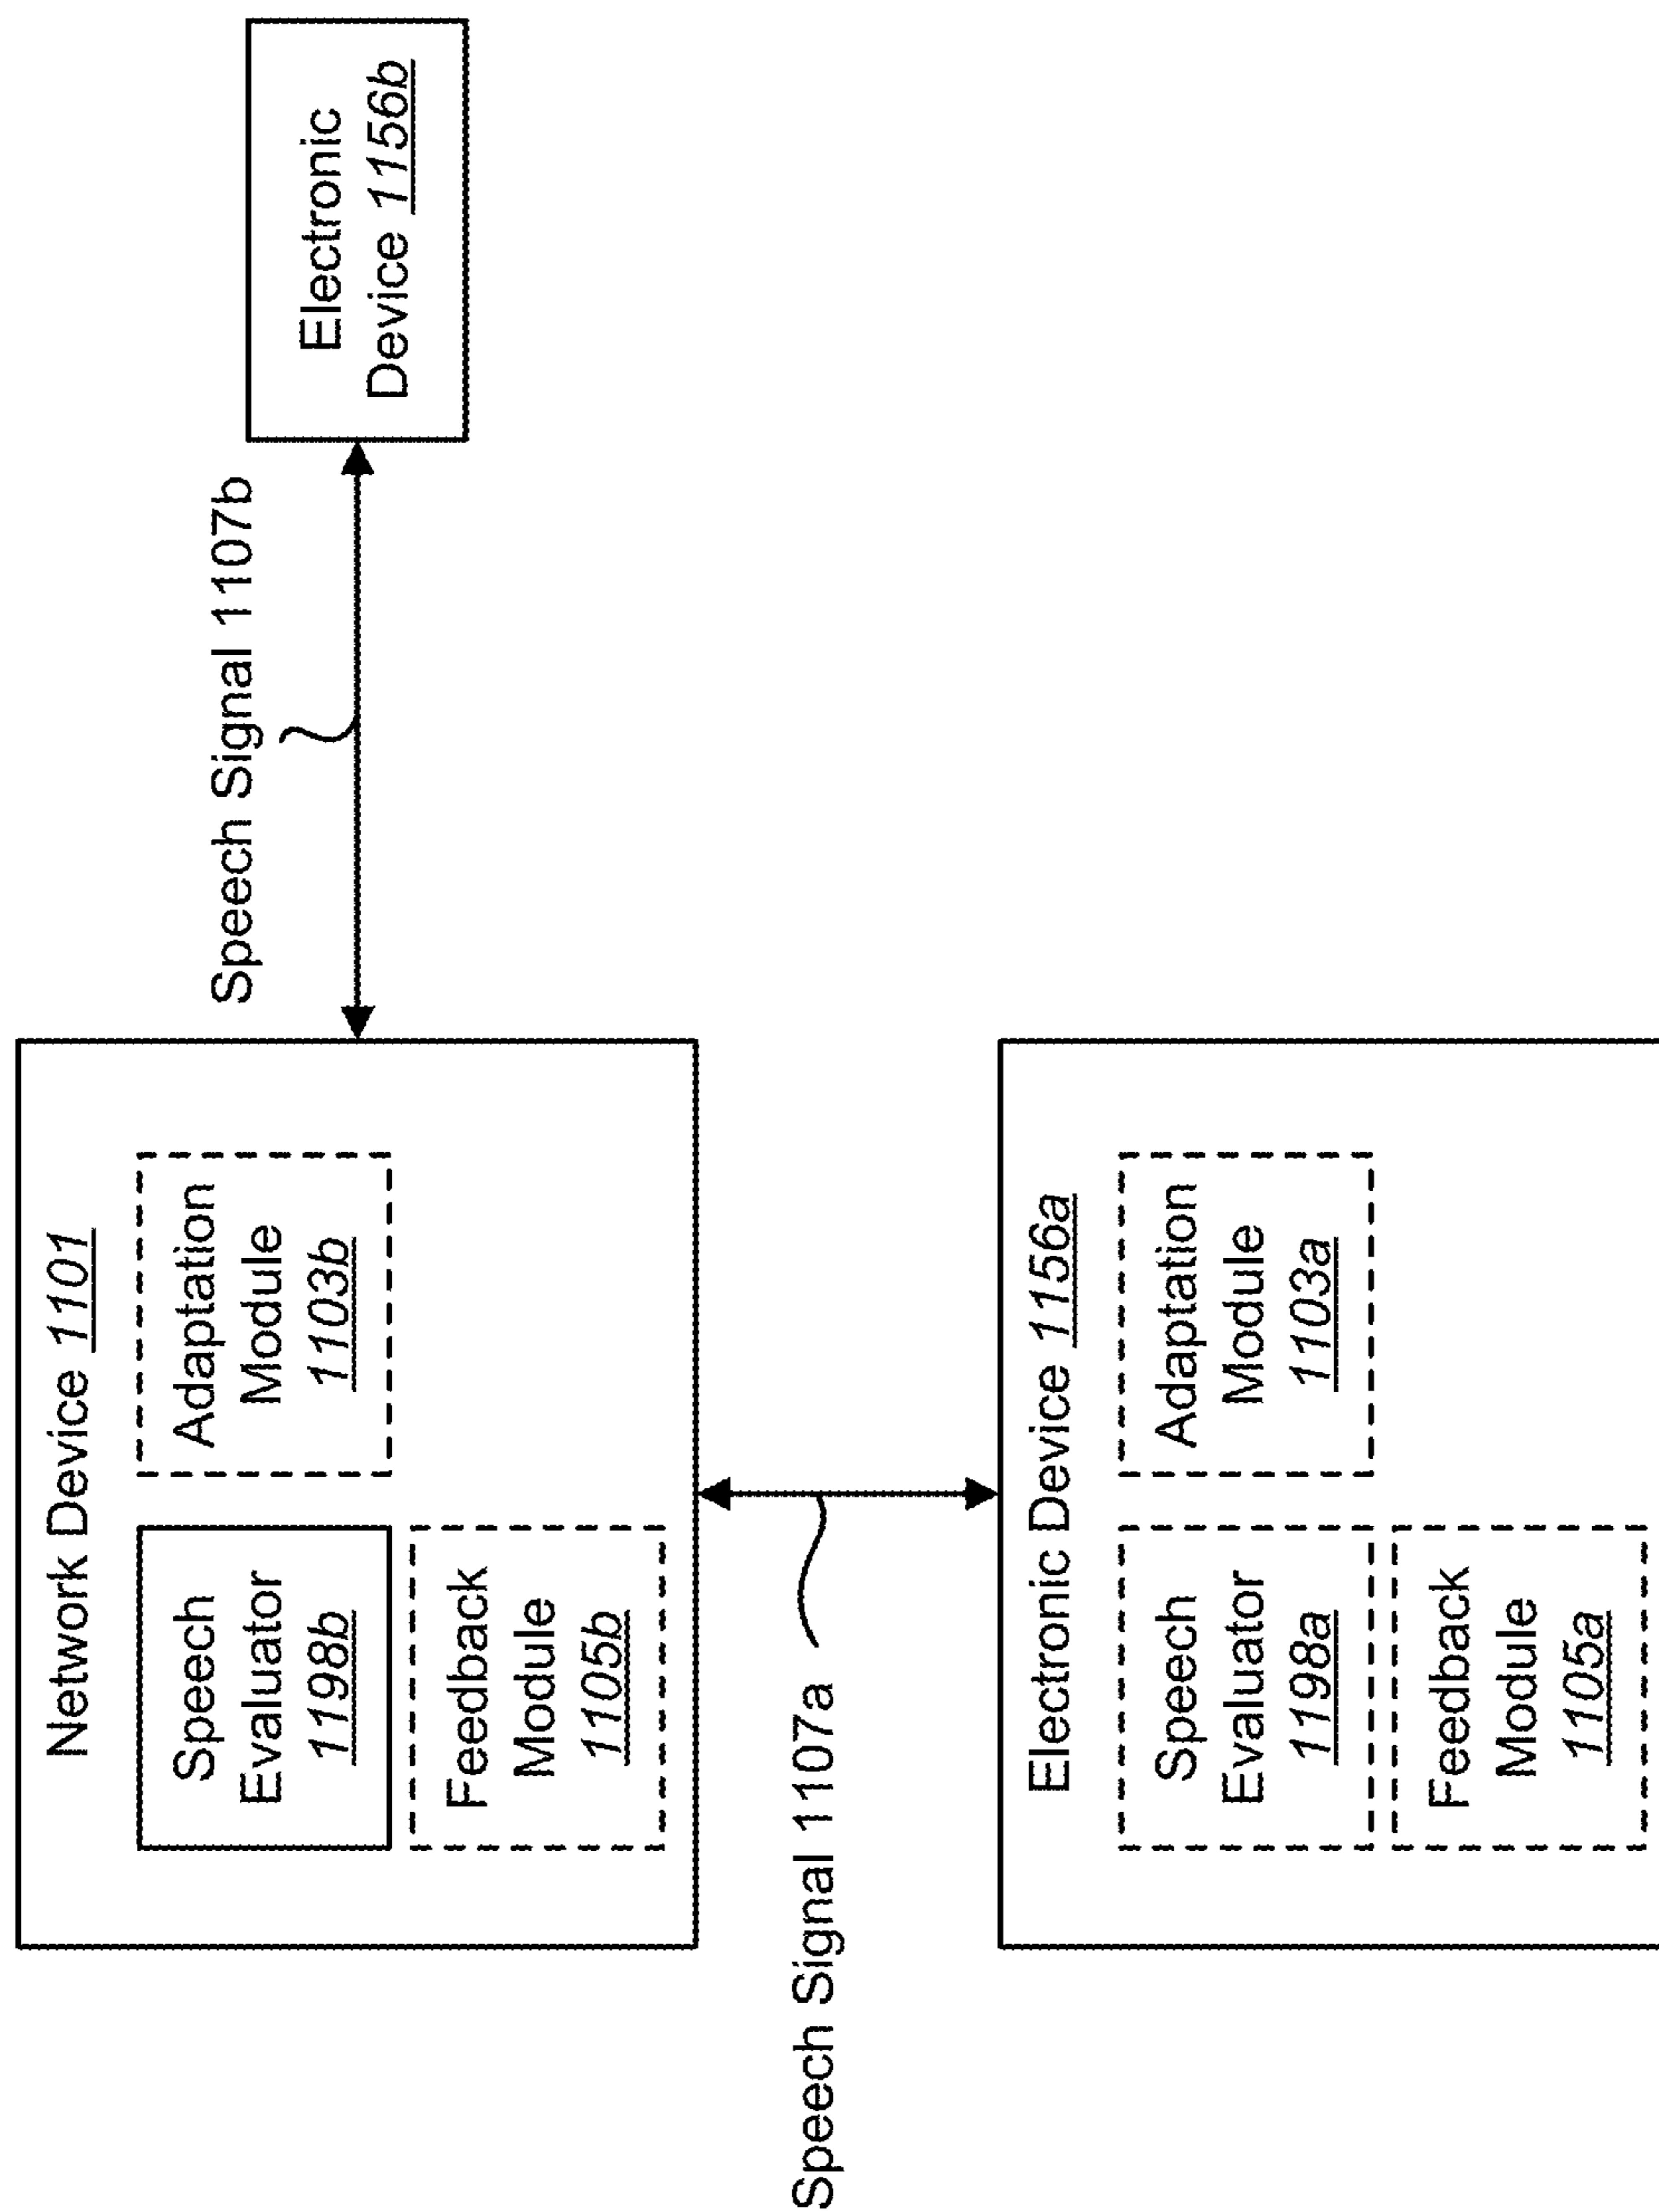 Network Device 1101
Speech
Evaluator
1198b
Adaptation
Module
1103b
Feedback
Module
1105b
Speech Signal 1107b
Electronic
Device 1156b
Speech Signal 1107a
Electronic Device 1156a
Speech
Evaluator
1198a
Adaptation
Module
1103a
Feedback
Module
1105a